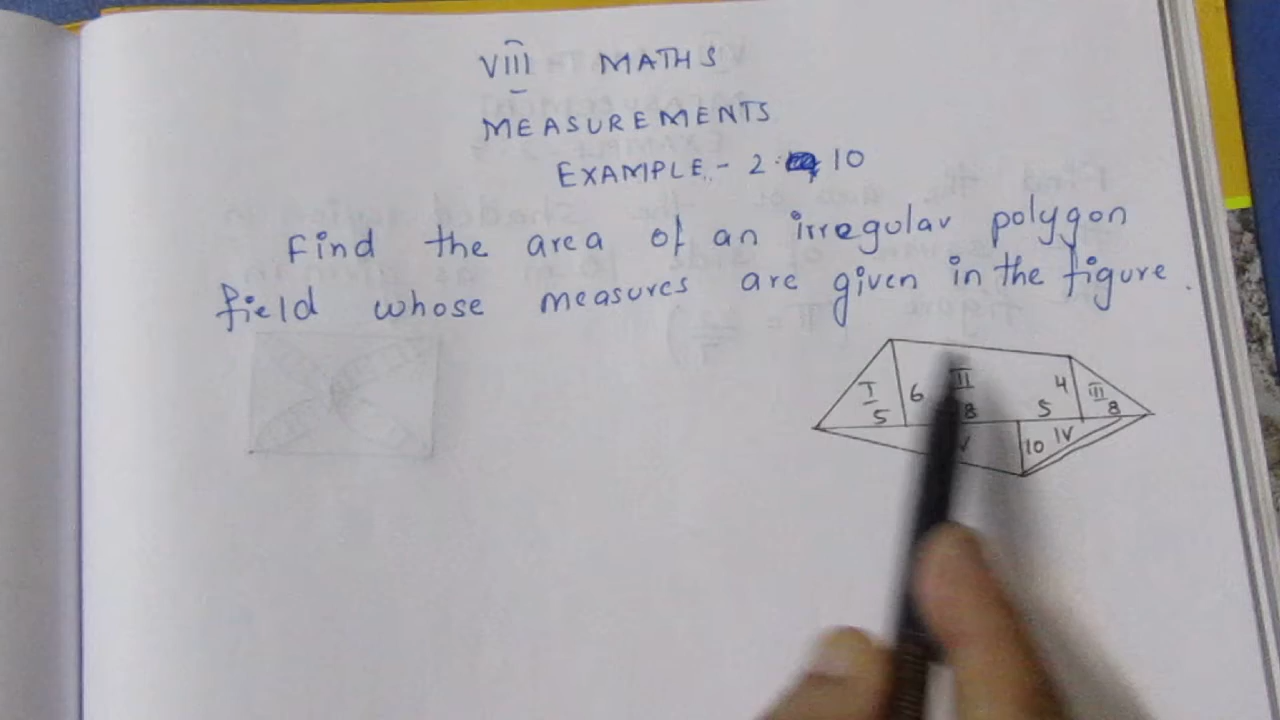 VIII MATHS
MEASUREMENTS
EXAMPLE - 2. 10
Find the area of an irregular polygon
field whose measures are given in the figure.
I 6 II 4 III
5 8 5 8
V 10 IV